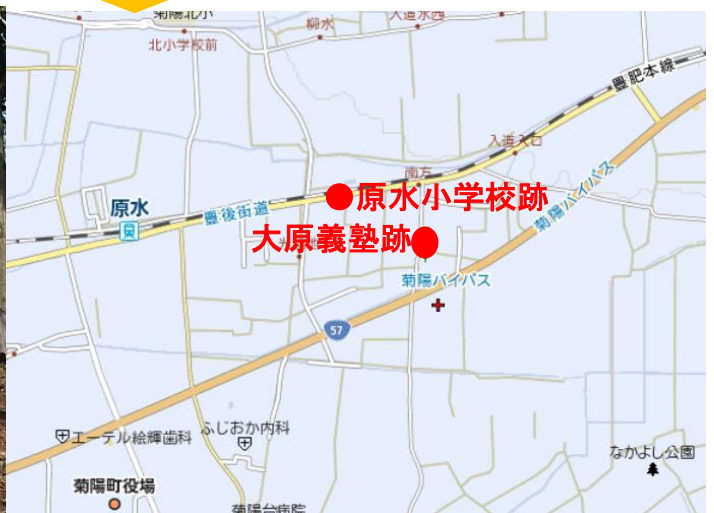 菊陽北小
北小学校前
柳水
入道水西
豊肥本線
入道入口
南方
原水
豊後街道
●原水小学校跡
大原義塾跡●
菊陽バイパス
菊陽バイパス
57
エーテル絵輝歯科
ふじおか内科
なかよし公園
菊陽町役場
菊陽台病院